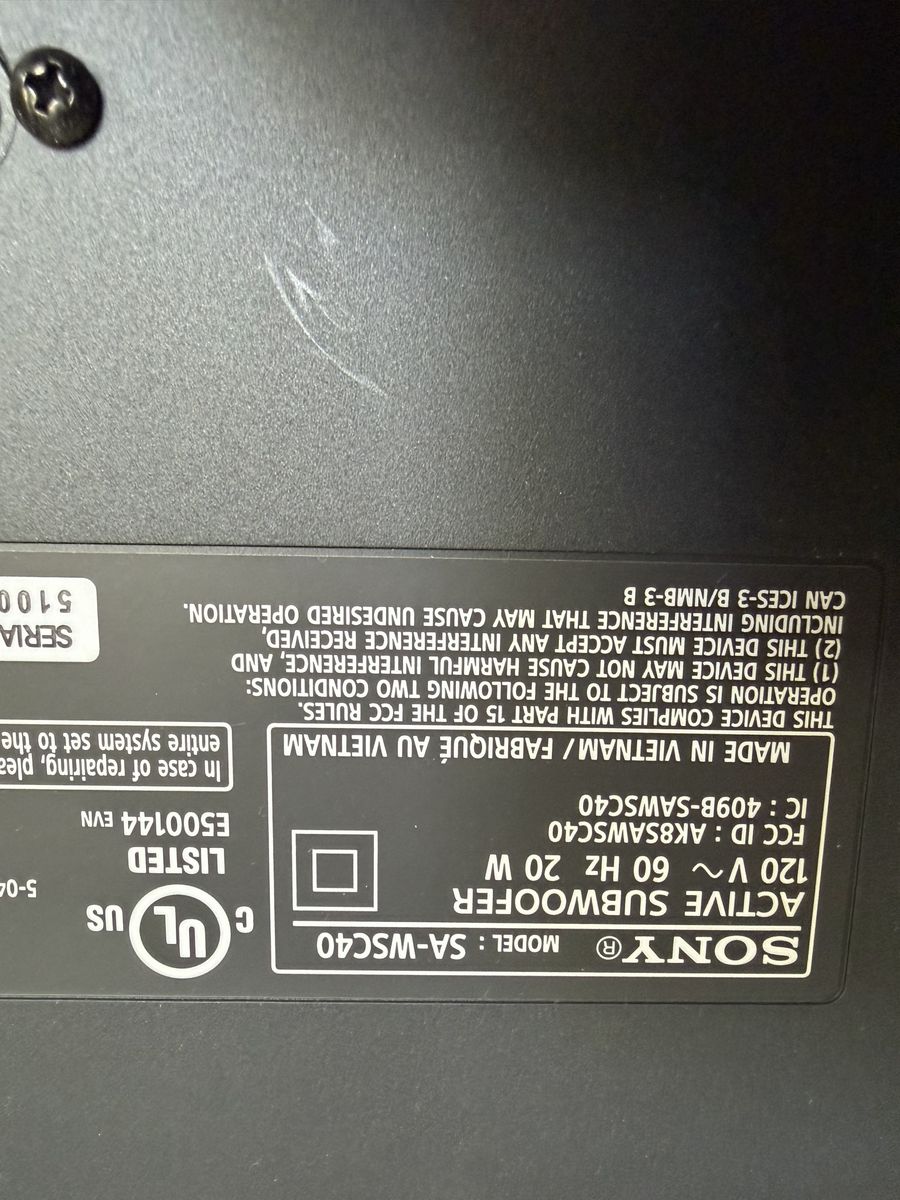 SONY® MODEL : SA-WSC40
ACTIVE SUBWOOFER
120 V ~ 60 Hz 20 W
FCC ID : AK8SAWSC40
IC : 409B-SAWSC40
MADE IN VIETNAM / FABRIQUÉ AU VIETNAM
THIS DEVICE COMPLIES WITH PART 15 OF THE FCC RULES.
OPERATION IS SUBJECT TO THE FOLLOWING TWO CONDITIONS:
(1) THIS DEVICE MAY NOT CAUSE HARMFUL INTERFERENCE, AND
(2) THIS DEVICE MUST ACCEPT ANY INTERFERENCE RECEIVED,
INCLUDING INTERFERENCE THAT MAY CAUSE UNDESIRED OPERATION.
CAN ICES-3 B/NMB-3 B
C UL US
LISTED
E500144 EVN
5-04
In case of repairing,
entire system set to the
5100